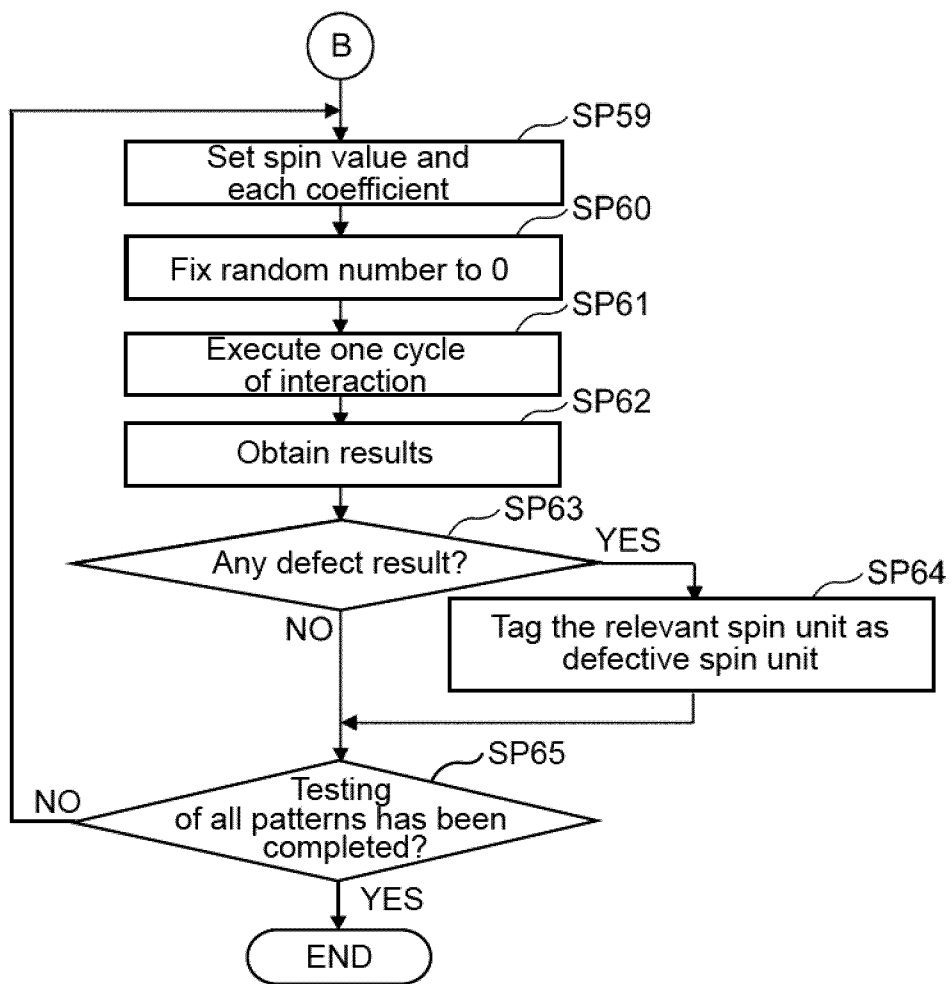 B
SP59
Set spin value and
each coefficient
SP60
Fix random number to 0
SP61
Execute one cycle
of interaction
SP62
Obtain results
SP63
Any defect result?
YES
SP64
Tag the relevant spin unit as
defective spin unit
NO
SP65
Testing
of all patterns has been
completed?
NO
YES
END